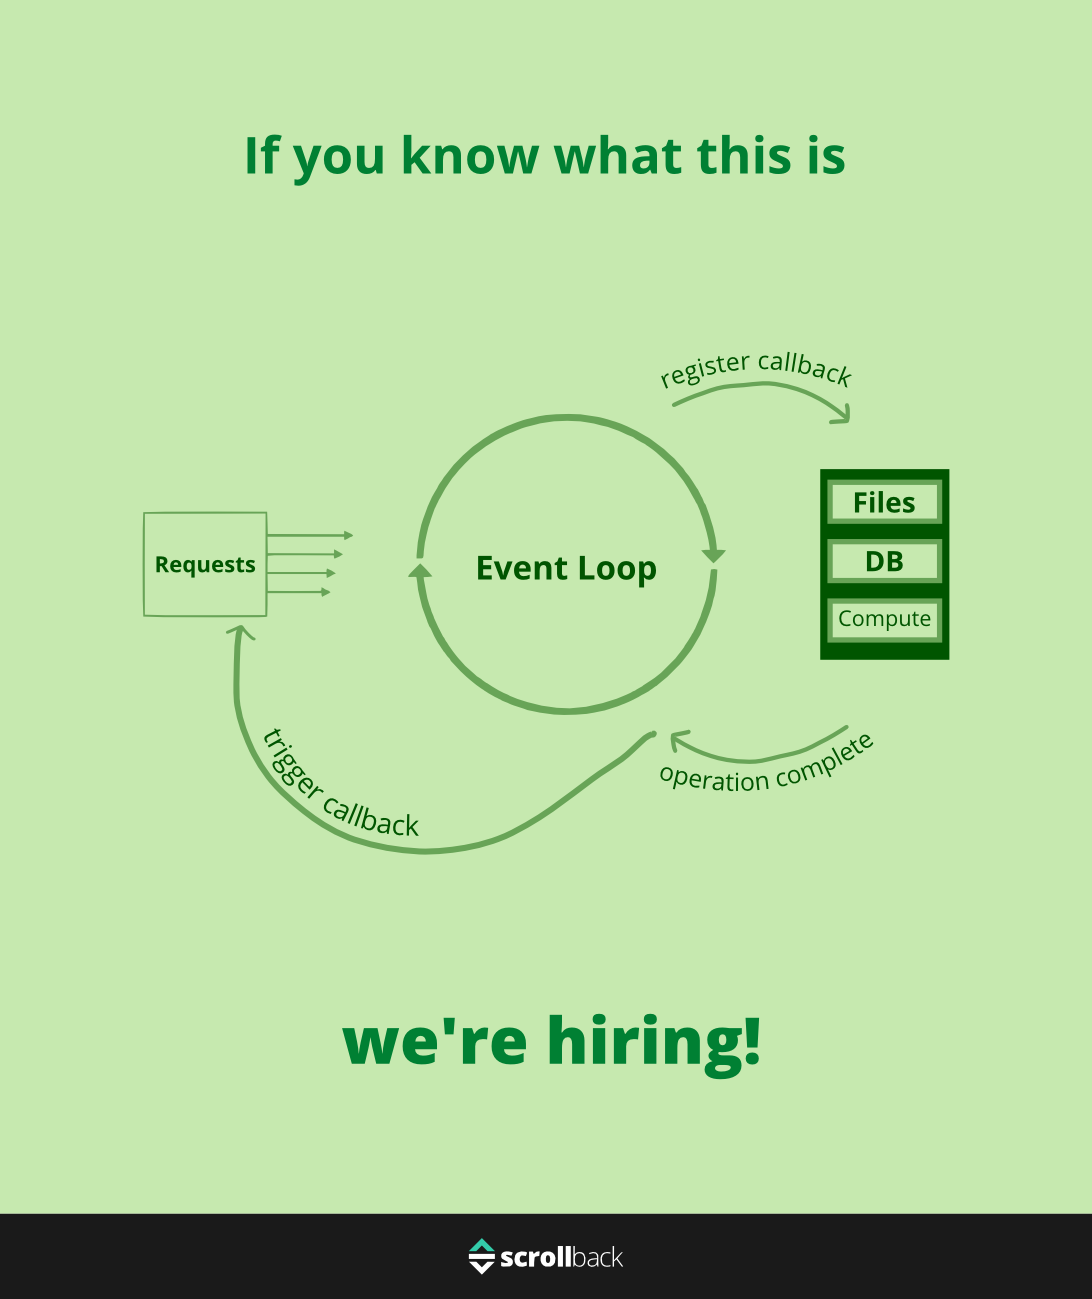 If you know what this is
register callback
Files
DB
Compute
Requests
Event Loop
operation complete
trigger callback
we're hiring!
scrollback